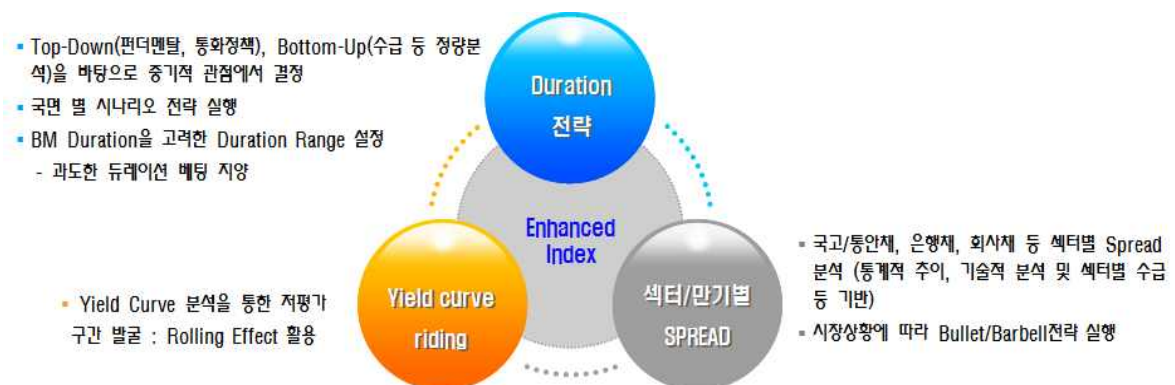 ▪ Top-Down(펀더멘탈, 통화정책), Bottom-Up(수급 등 정량분
석)을 바탕으로 중기적 관점에서 결정
▪ 국면 별 시나리오 전략 실행
▪ BM Duration을 고려한 Duration Range 설정
- 과도한 듀레이션 베팅 지양
Duration
전략
Enhanced
Index
Yield curve
riding
섹터/만기별
SPREAD
▪ Yield Curve 분석을 통한 저평가
구간 발굴 : Rolling Effect 활용
▪ 국고/통안채, 은행채, 회사채 등 섹터별 Spread
분석 (통계적 추이, 기술적 분석 및 섹터별 수급
등 기반)
▪ 시장상황에 따라 Bullet/Barbell전략 실행